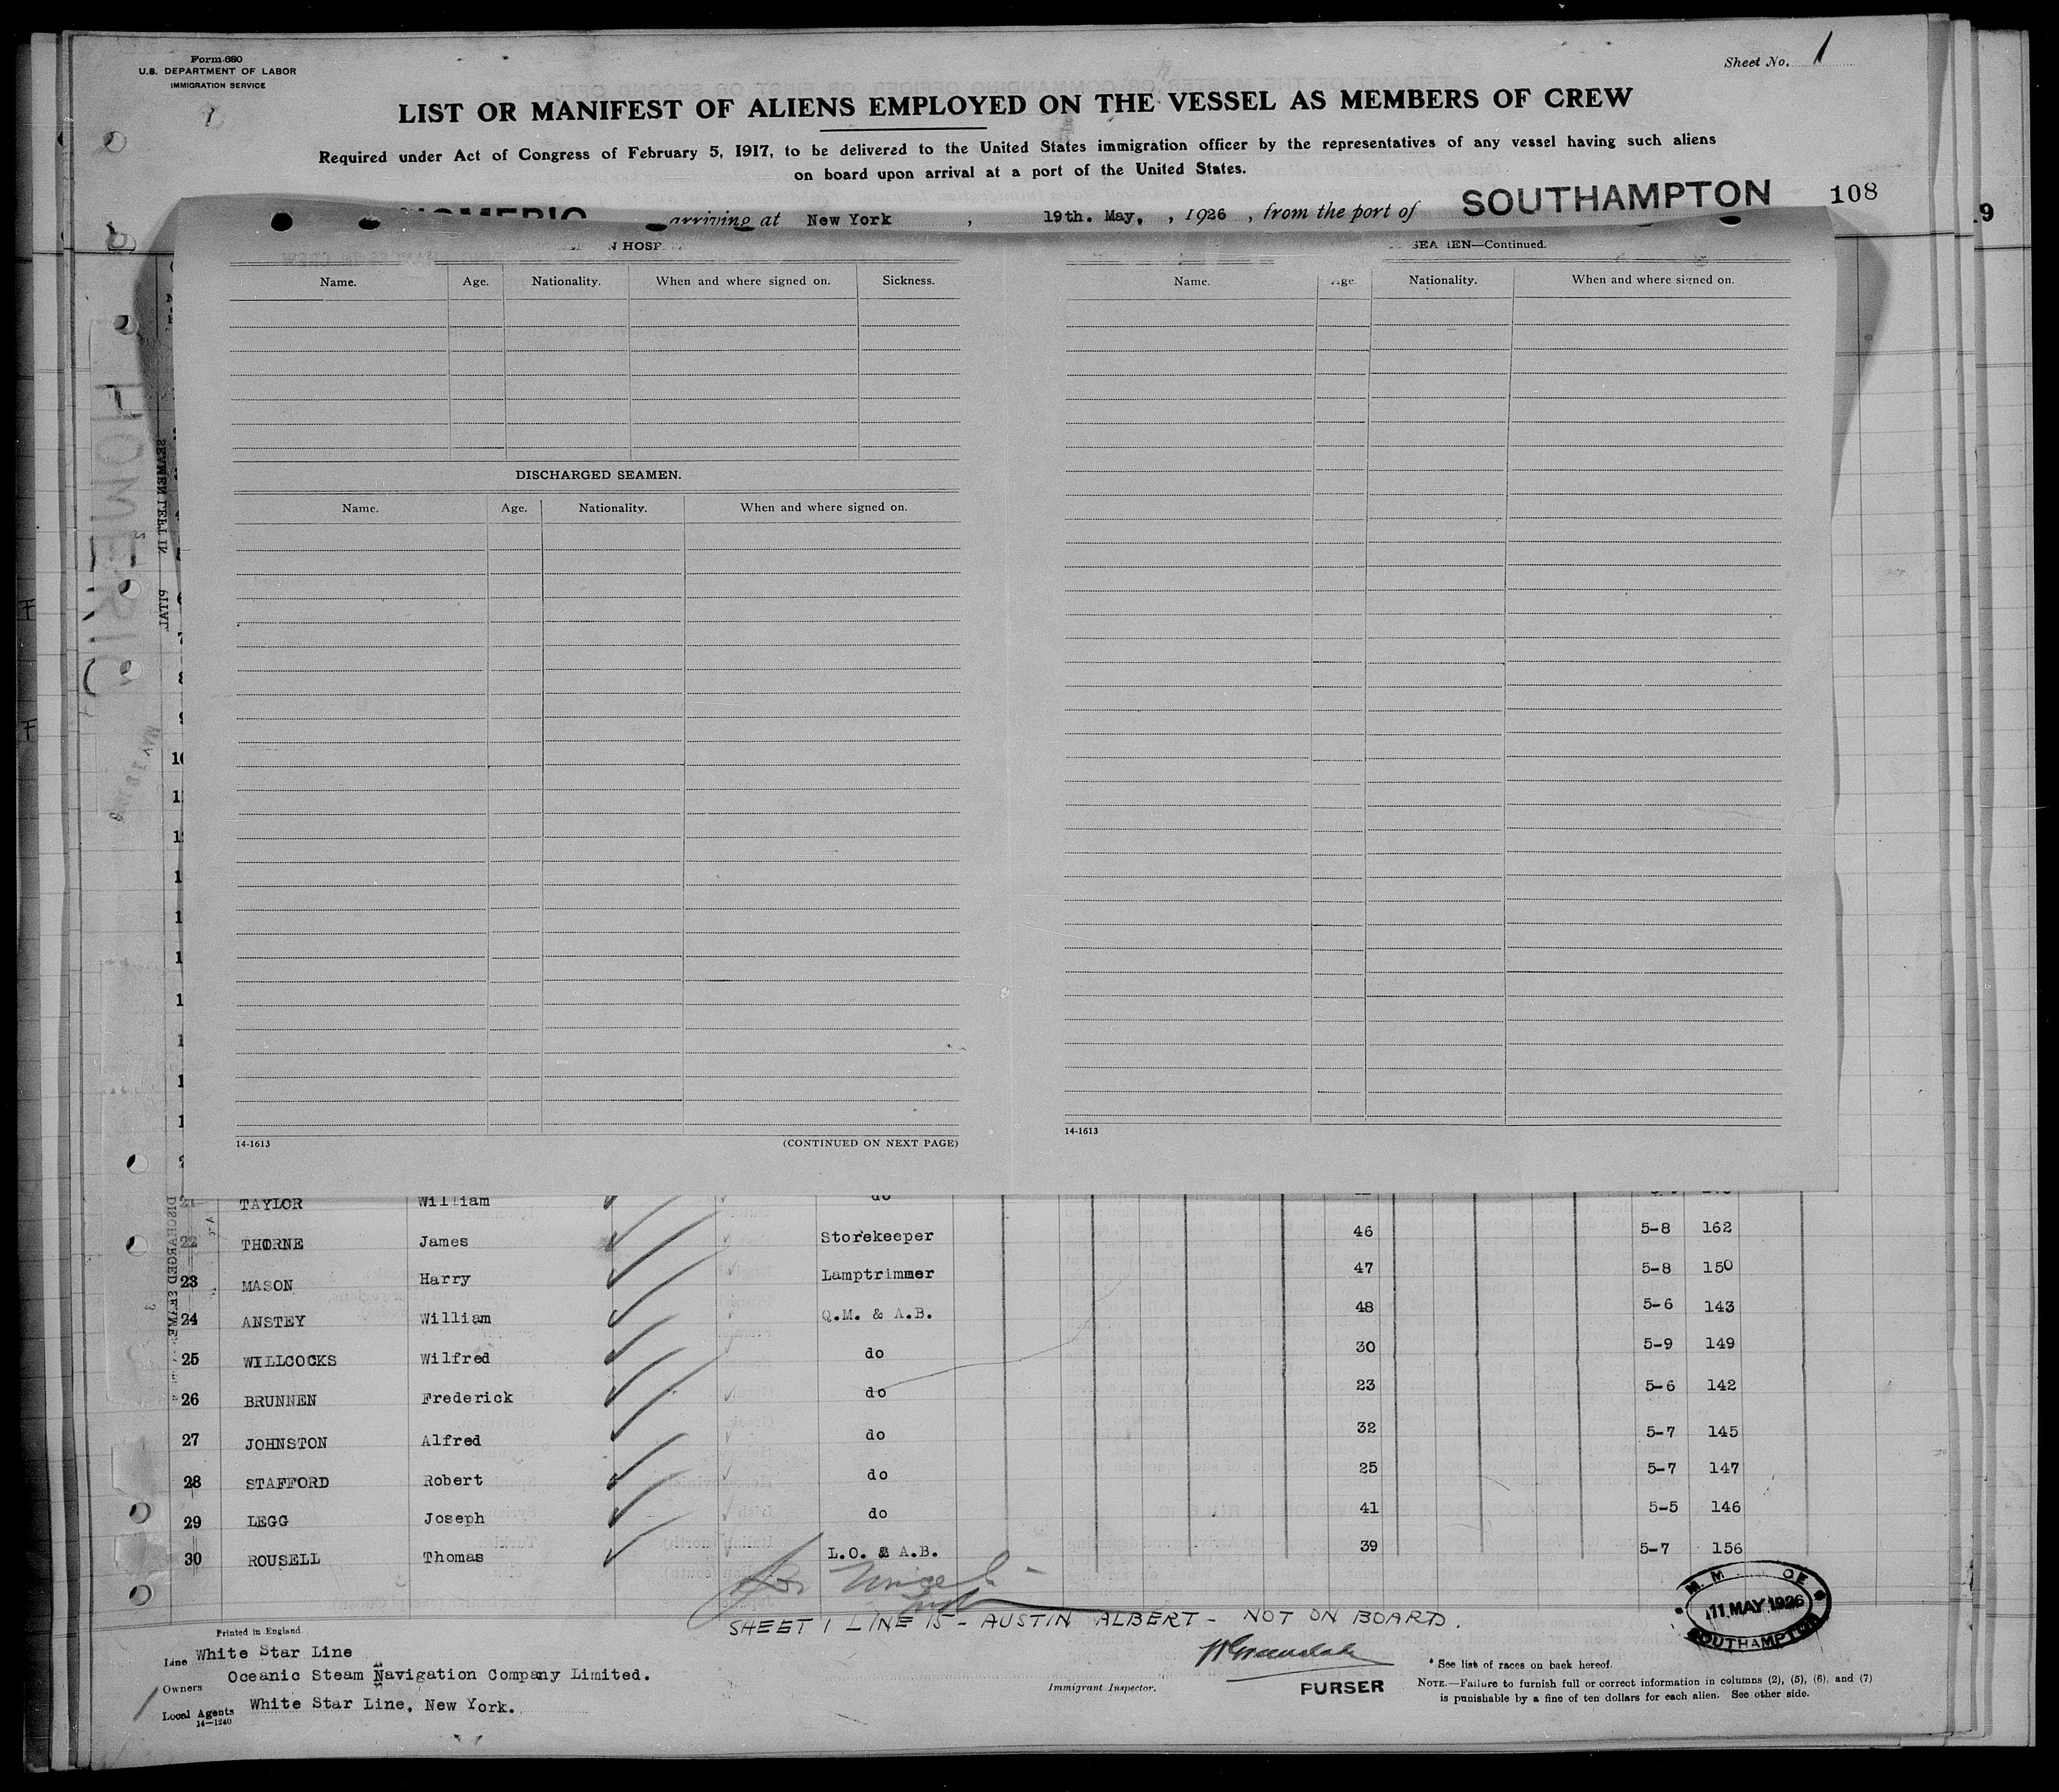 Form 680
U.S. DEPARTMENT OF LABOR
IMMIGRATION SERVICE
Sheet No. 1
LIST OR MANIFEST OF ALIENS EMPLOYED ON THE VESSEL AS MEMBERS OF CREW
Required under Act of Congress of February 5, 1917, to be delivered to the United States immigration officer by the representatives of any vessel having such aliens
on board upon arrival at a port of the United States.
HOMERIC arriving at New York, 19th. May, , 1926 , from the port of SOUTHAMPTON 108
9
N HOSP SEA EN—Continued.
Name. Age. Nationality. When and where signed on. Sickness. Name. Age. Nationality. When and where signed on.
HOMERIC
DISCHARGED SEAMEN.
Name. Age. Nationality. When and where signed on.
14-1613 (CONTINUED ON NEXT PAGE) 14-1613
21 TAYLOR William do
22 THORNE James Storekeeper 46 5-8 162
23 MASON Harry Lamptrimmer 47 5-8 150
24 ANSTEY William Q.M. & A.B. 48 5-6 143
25 WILLCOCKS Wilfred do 30 5-9 149
26 BRUNNEN Frederick do 23 5-6 142
27 JOHNSTON Alfred do 32 5-7 145
28 STAFFORD Robert do 25 5-7 147
29 LEGG Joseph do 41 5-5 146
30 ROUSELL Thomas L.O. & A.B. 39 5-7 156
SHEET 1 LINE 15 - AUSTIN ALBERT - NOT ON BOARD.
11 MAY 1926
SOUTHAMPTON
Printed in England.
Line White Star Line
Owners Oceanic Steam Navigation Company Limited.
Local Agents White Star Line, New York.
14—1240
Immigrant Inspector.
PURSER
* See list of races on back hereof.
NOTE.—Failure to furnish full or correct information in columns (2), (5), (6), and (7)
is punishable by a fine of ten dollars for each alien. See other side.